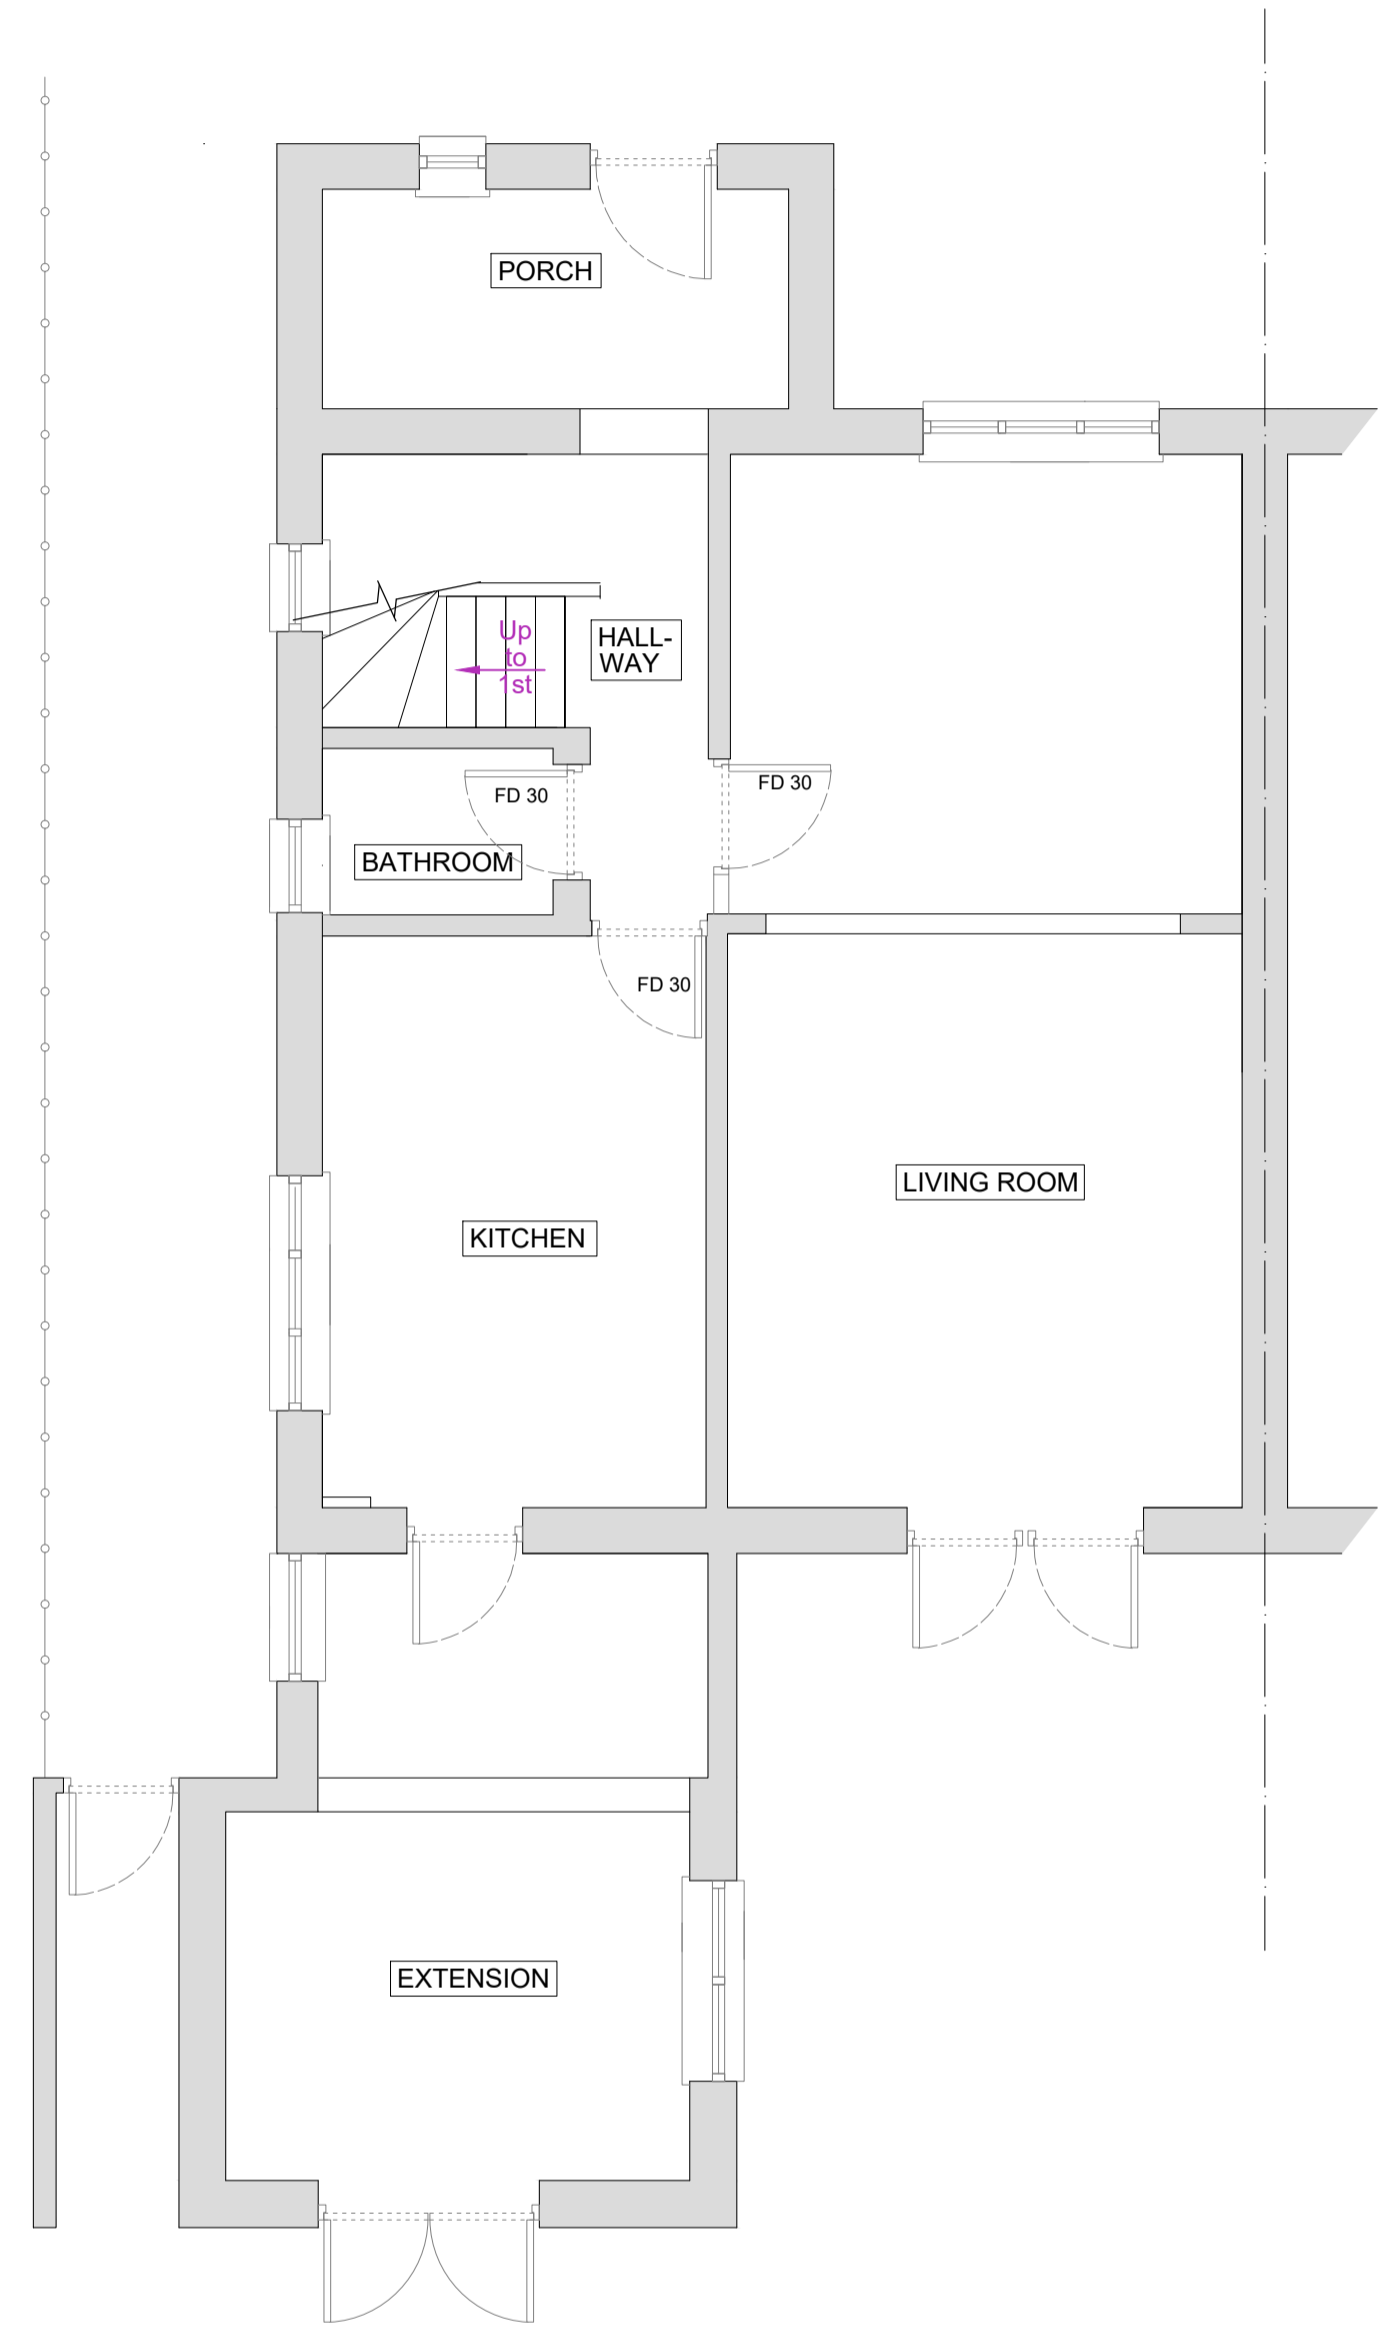 PORCH
HALL-
WAY
Up
to
1st
FD 30
FD 30
BATHROOM
FD 30
LIVING ROOM
KITCHEN
EXTENSION